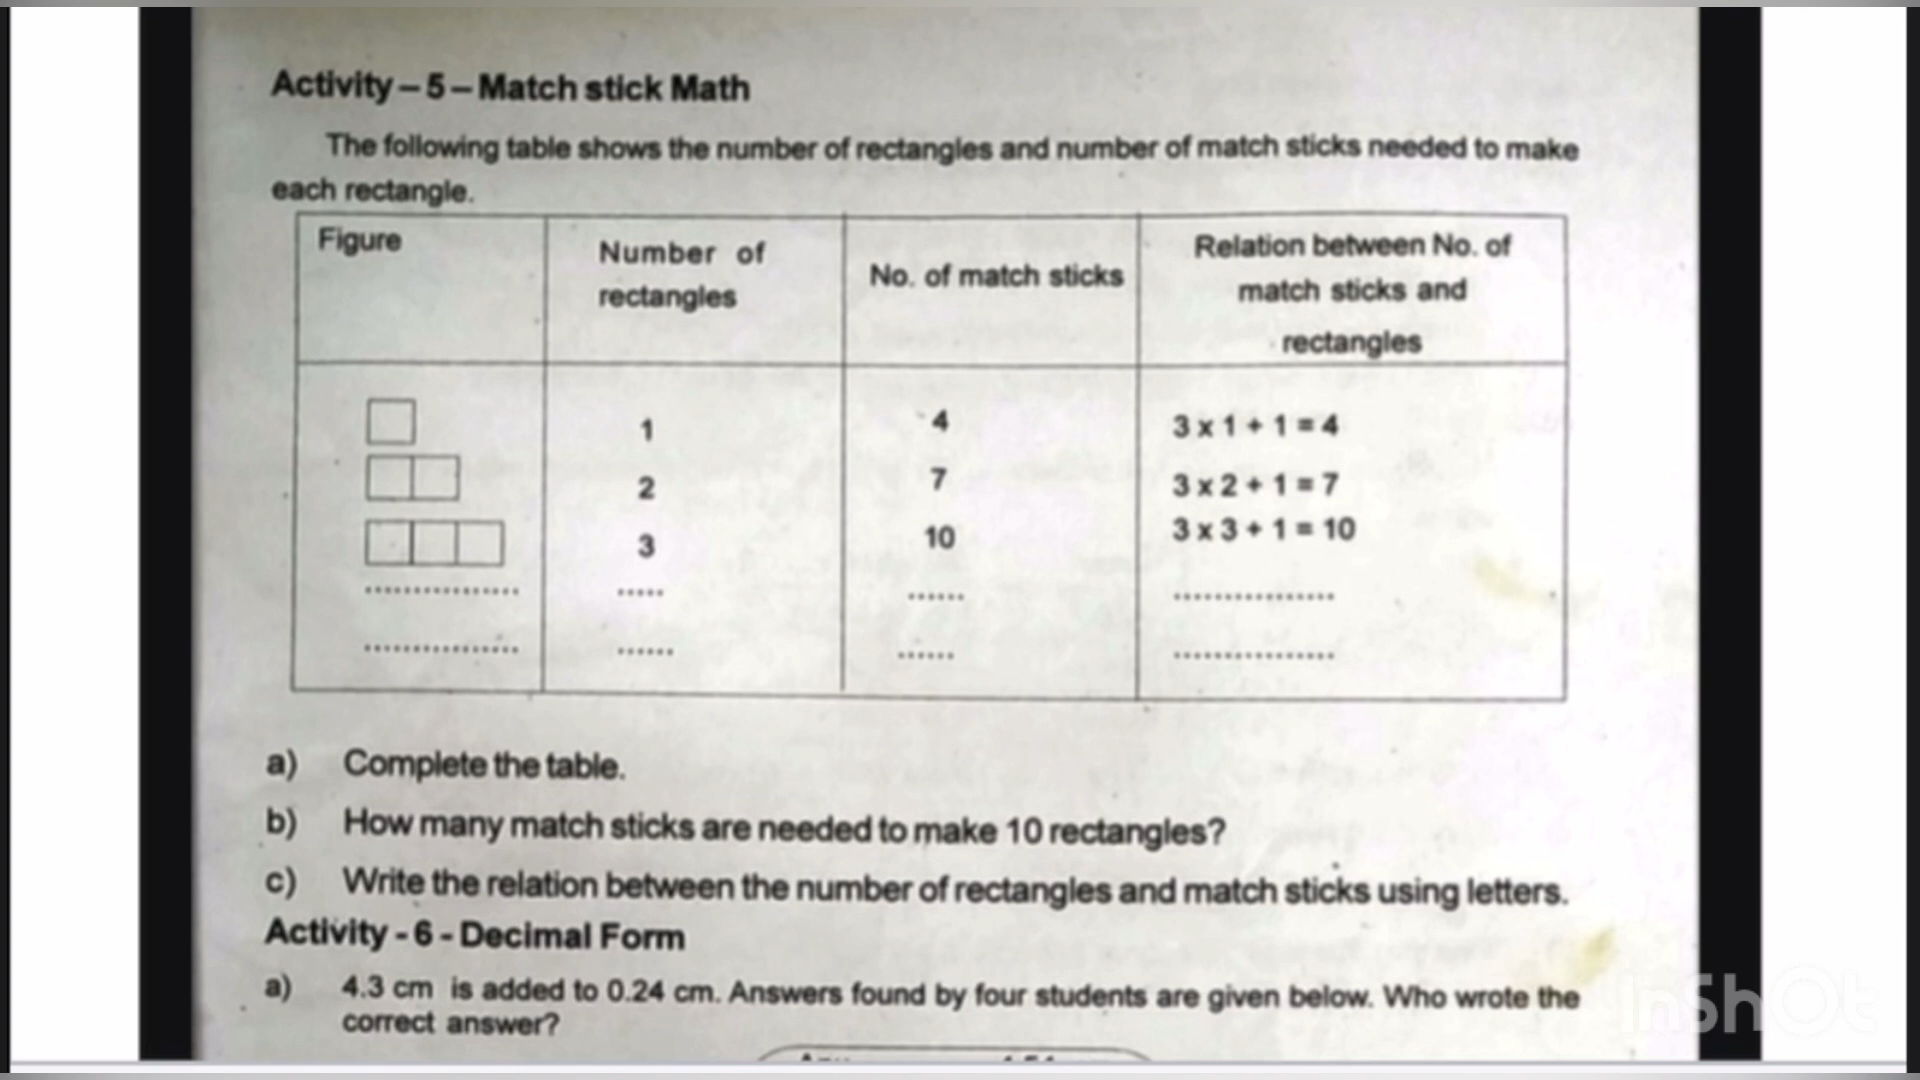 Activity – 5 – Match stick Math
The following table shows the number of rectangles and number of match sticks needed to make
each rectangle.
Figure
Number of
rectangles
No. of match sticks
Relation between No. of
match sticks and
rectangles
1 4 3 x 1 + 1 = 4
2 7 3 x 2 + 1 = 7
3 10 3 x 3 + 1 = 10
................ ..... ...... ................
................ ...... ...... ................
a) Complete the table.
b) How many match sticks are needed to make 10 rectangles?
c) Write the relation between the number of rectangles and match sticks using letters.
Activity - 6 - Decimal Form
a) 4.3 cm is added to 0.24 cm. Answers found by four students are given below. Who wrote the
correct answer?
InShOt